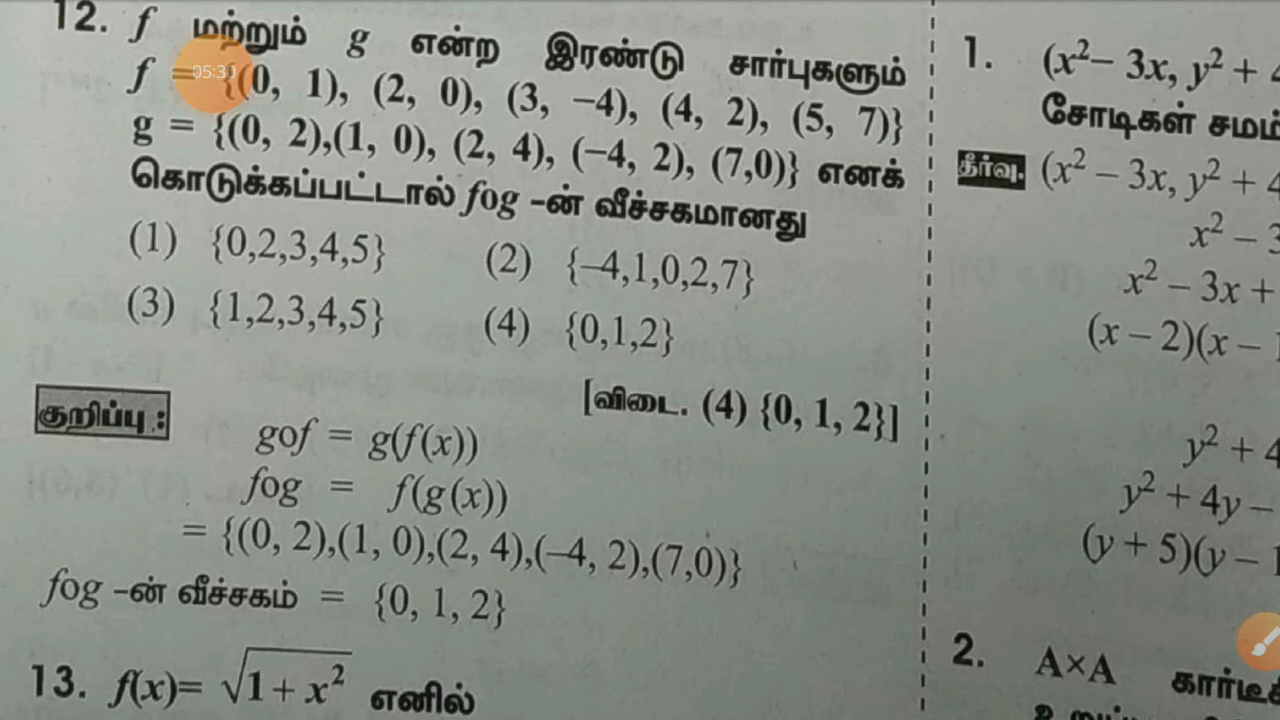 12. f மற்றும் g என்ற இரண்டு சார்புகளும்
f = {(0, 1), (2, 0), (3, −4), (4, 2), (5, 7)}
g = {(0, 2),(1, 0), (2, 4), (−4, 2), (7,0)} எனக்
கொடுக்கப்பட்டால் fog -ன் வீச்சகமானது
(1) {0,2,3,4,5} (2) {–4,1,0,2,7}
(3) {1,2,3,4,5} (4) {0,1,2}
[விடை. (4) {0, 1, 2}]
குறிப்பு :
gof = g(f(x))
fog = f(g(x))
= {(0, 2),(1, 0),(2, 4),(−4, 2),(7,0)}
fog -ன் வீச்சகம் = {0, 1, 2}
13. f(x)= √1 + x² எனில்
05:30
1. (x²− 3x, y² + 4
சோடிகள் சமம்
தீர்வு. (x² − 3x, y² + 4
x² − 3
x² − 3x +
(x − 2)(x − 1
y² + 4
y² + 4y −
(y + 5)(y − 1
2. A×A